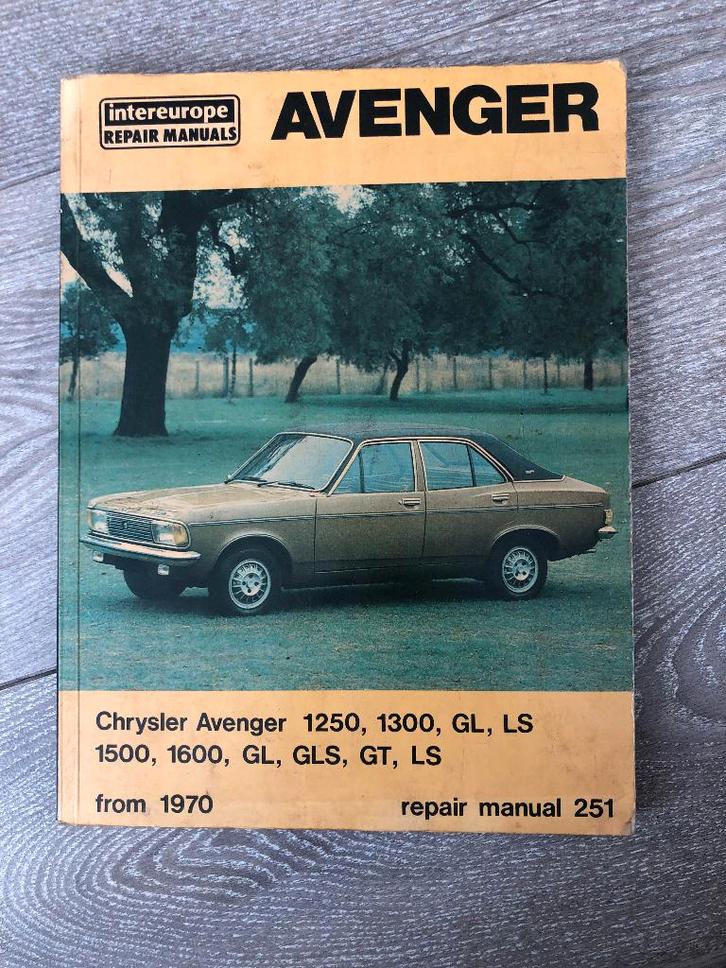 intereurope
REPAIR MANUALS
AVENGER
Chrysler Avenger 1250, 1300, GL, LS
1500, 1600, GL, GLS, GT, LS
from 1970 repair manual 251